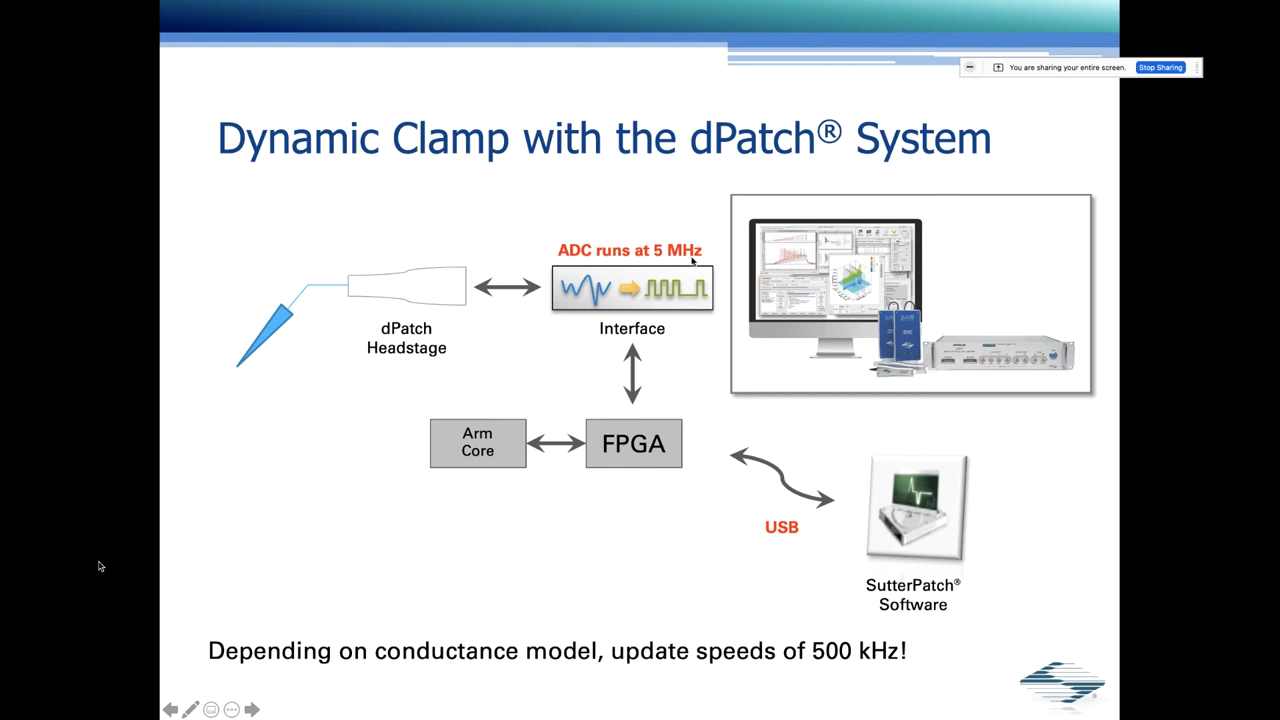 You are sharing your entire screen.
Stop Sharing
Dynamic Clamp with the dPatch® System
ADC runs at 5 MHz
dPatch
Headstage
Interface
Arm
Core
FPGA
USB
SutterPatch®
Software
Depending on conductance model, update speeds of 500 kHz!